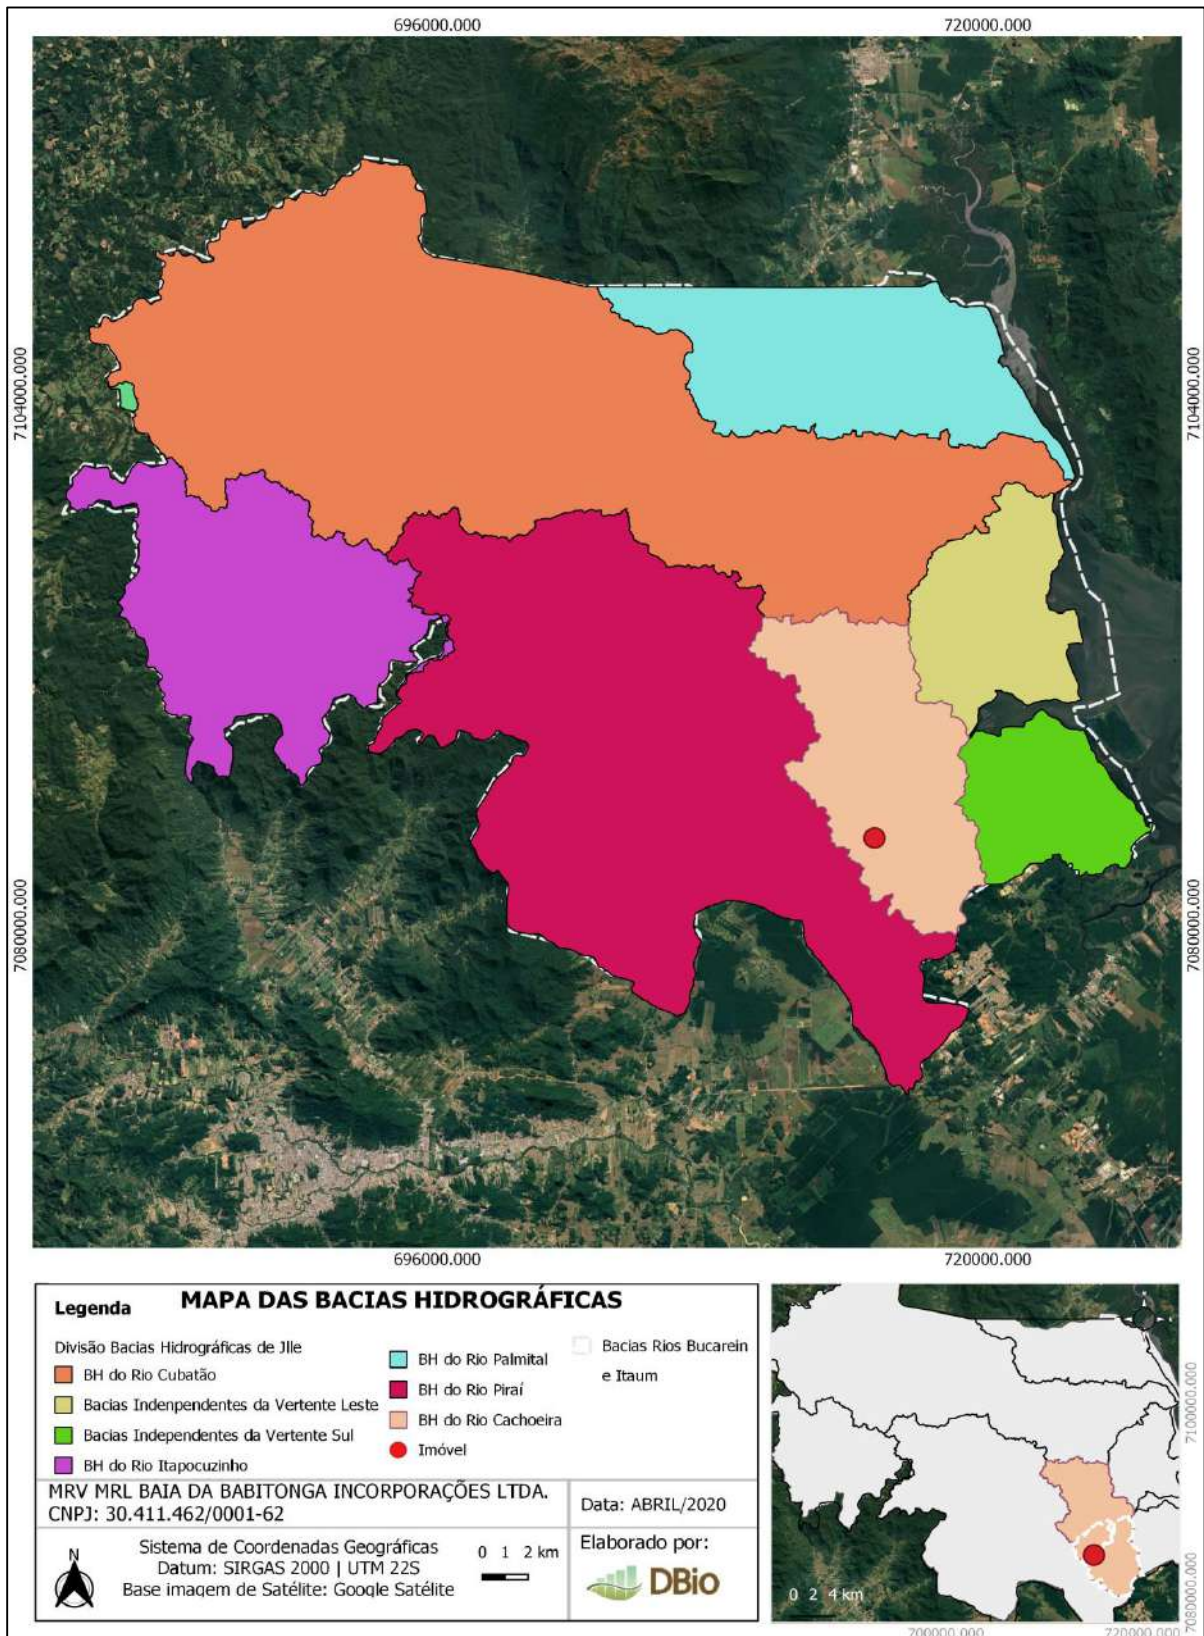 696000.000 720000.000
7104000.000 7104000.000
7080000.000 7080000.000
696000.000 720000.000
Legenda MAPA DAS BACIAS HIDROGRÁFICAS
Divisão Bacias Hidrográficas de Jlle
BH do Rio Cubatão
Bacias Indenpendentes da Vertente Leste
Bacias Independentes da Vertente Sul
BH do Rio Itapocuzinho
BH do Rio Palmital
BH do Rio Piraí
BH do Rio Cachoeira
Imóvel
Bacias Rios Bucarein
e Itaum
MRV MRL BAIA DA BABITONGA INCORPORAÇÕES LTDA.
CNPJ: 30.411.462/0001-62
Data: ABRIL/2020
N
Sistema de Coordenadas Geográficas
Datum: SIRGAS 2000 | UTM 22S
Base imagem de Satélite: Google Satélite
0 1 2 km
Elaborado por:
DBio
7100000.000
7080000.000
0 2 4 km
700000.000 720000.000